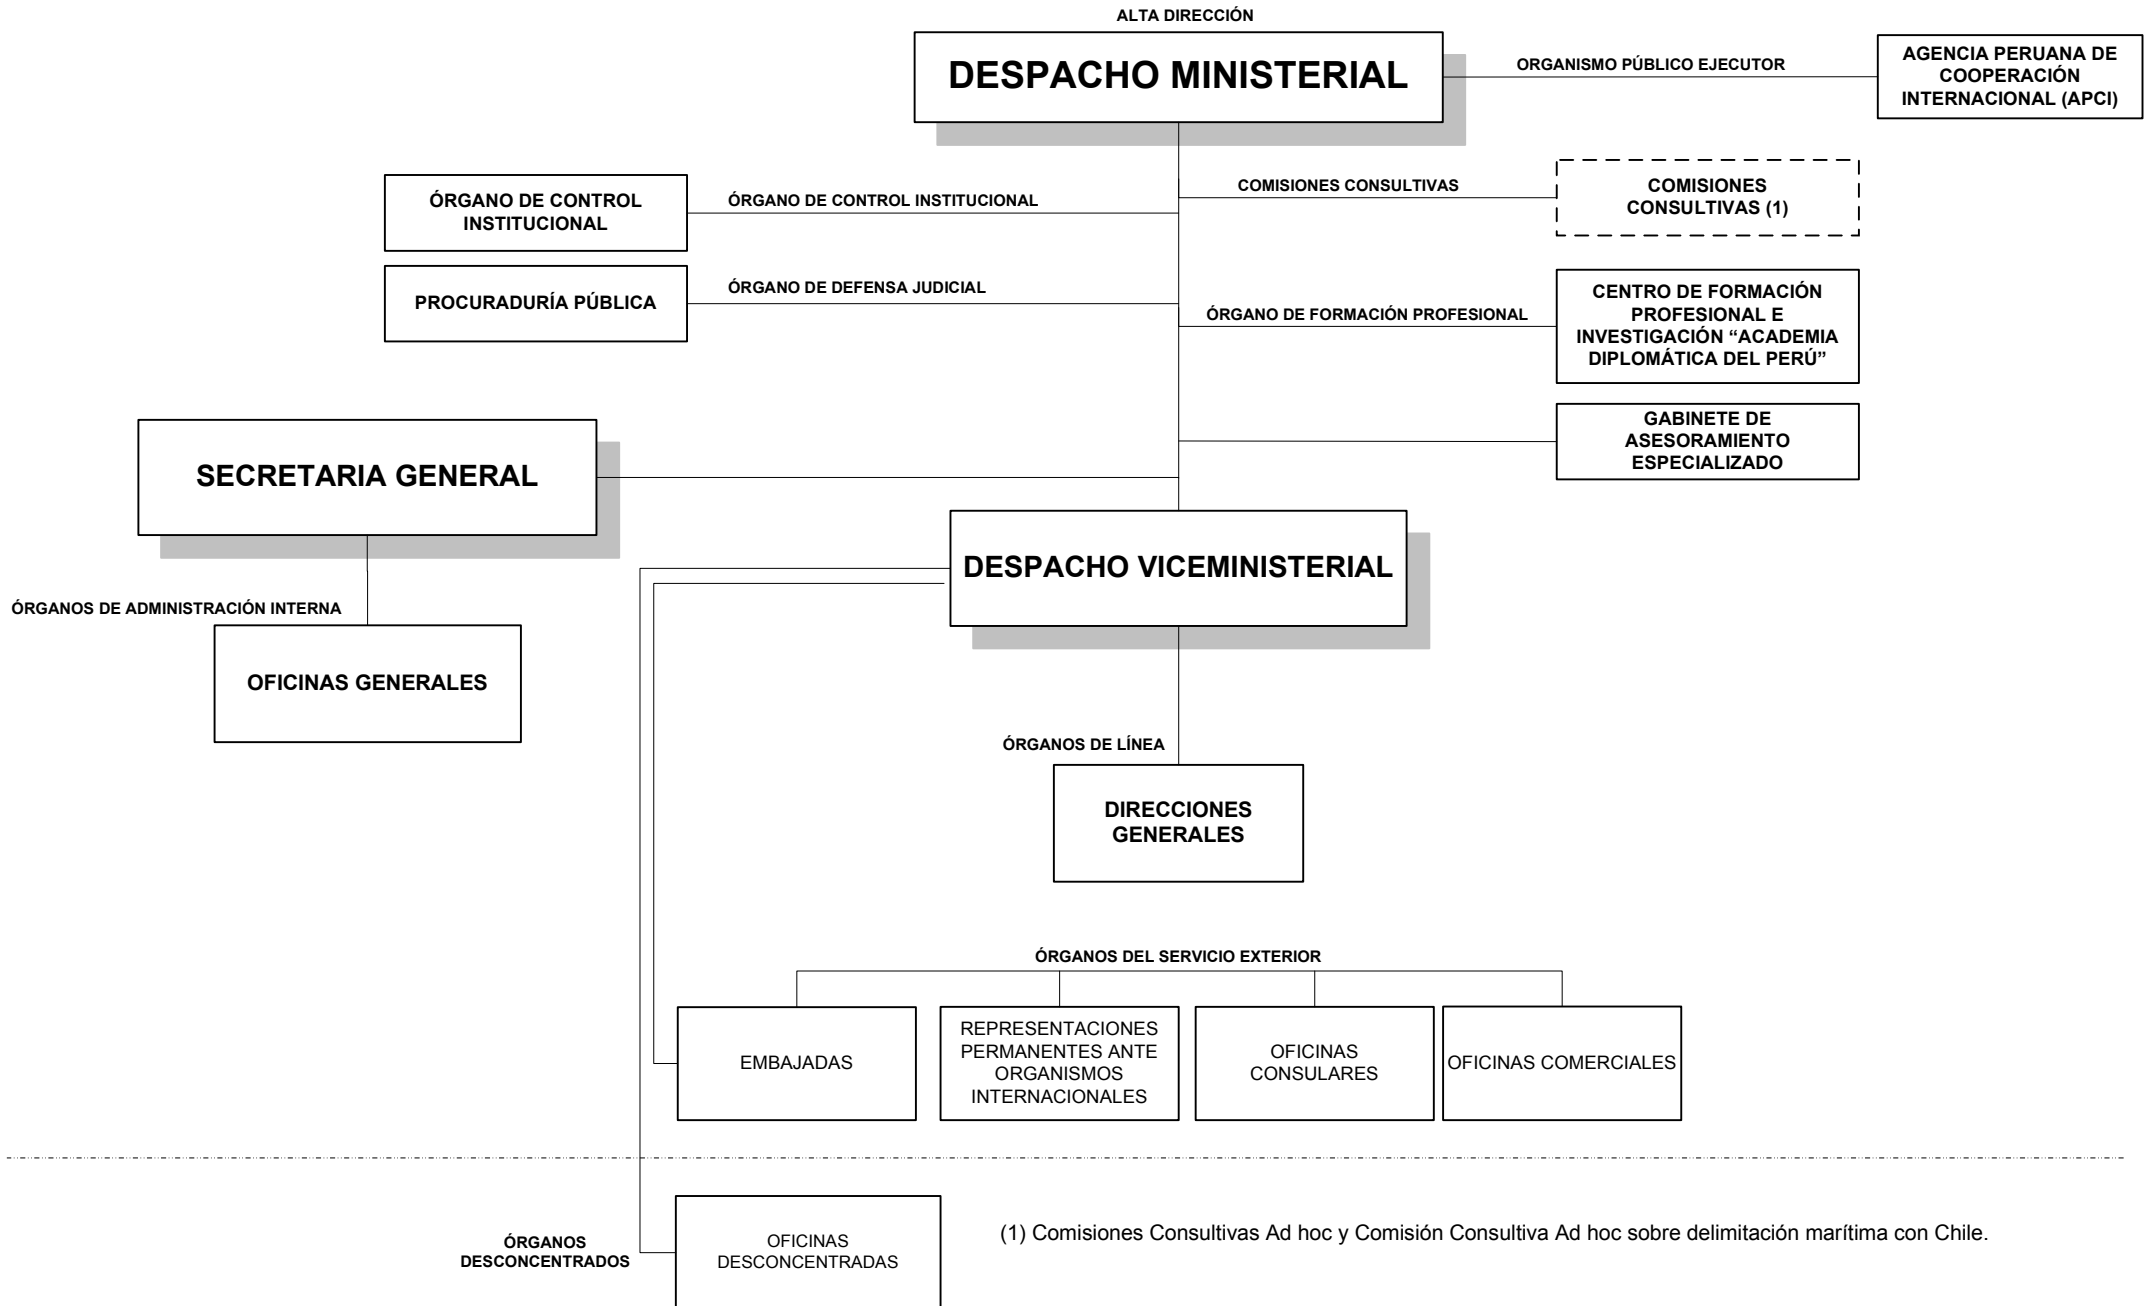 ALTA DIRECCIÓN
DESPACHO MINISTERIAL
ORGANISMO PÚBLICO EJECUTOR
AGENCIA PERUANA DE
COOPERACIÓN
INTERNACIONAL (APCI)
ÓRGANO DE CONTROL
INSTITUCIONAL
ÓRGANO DE CONTROL INSTITUCIONAL
COMISIONES CONSULTIVAS
COMISIONES
CONSULTIVAS (1)
PROCURADURÍA PÚBLICA
ÓRGANO DE DEFENSA JUDICIAL
ÓRGANO DE FORMACIÓN PROFESIONAL
CENTRO DE FORMACIÓN
PROFESIONAL E
INVESTIGACIÓN “ACADEMIA
DIPLOMÁTICA DEL PERÚ”
GABINETE DE
ASESORAMIENTO
ESPECIALIZADO
SECRETARIA GENERAL
DESPACHO VICEMINISTERIAL
ÓRGANOS DE ADMINISTRACIÓN INTERNA
OFICINAS GENERALES
ÓRGANOS DE LÍNEA
DIRECCIONES
GENERALES
ÓRGANOS DEL SERVICIO EXTERIOR
EMBAJADAS
REPRESENTACIONES
PERMANENTES ANTE
ORGANISMOS
INTERNACIONALES
OFICINAS
CONSULARES
OFICINAS COMERCIALES
ÓRGANOS
DESCONCENTRADOS
OFICINAS
DESCONCENTRADAS
(1) Comisiones Consultivas Ad hoc y Comisión Consultiva Ad hoc sobre delimitación marítima con Chile.